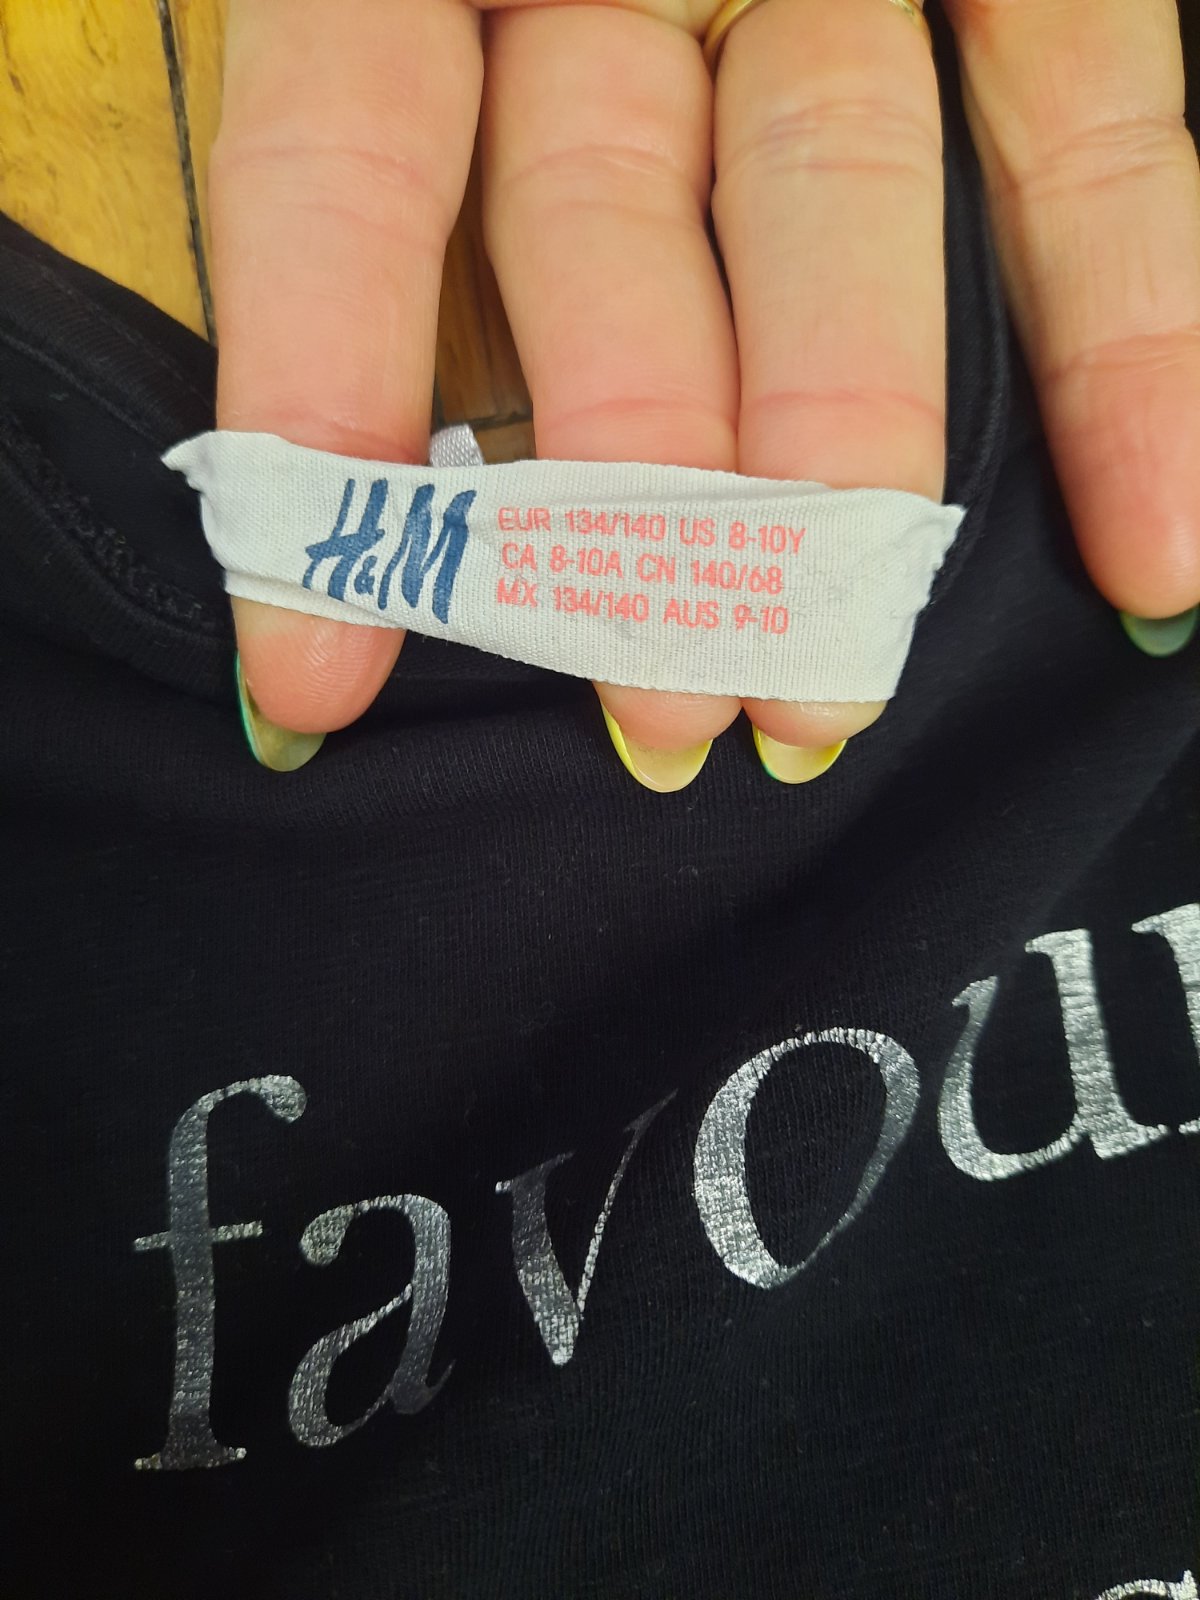 H&M
EUR 134/140 US 8-10Y
CA 8-10A CN 140/68
MX 134/140 AUS 9-10
favou